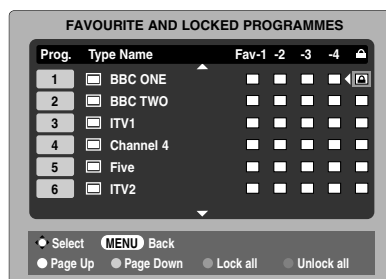 FAVOURITE AND LOCKED PROGRAMMES
Prog. Type Name Fav-1 -2 -3 -4
1 BBC ONE
2 BBC TWO
3 ITV1
4 Channel 4
5 Five
6 ITV2
Select MENU Back
Page Up Page Down Lock all Unlock all